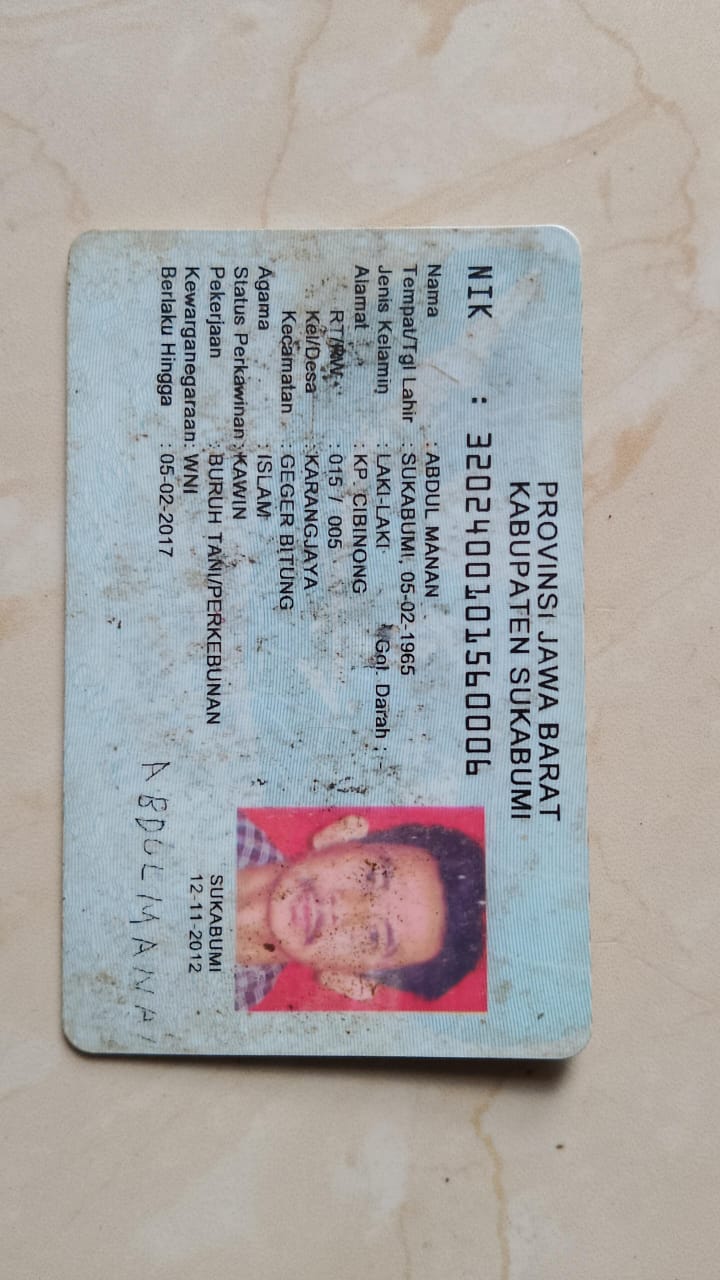 PROVINSI JAWA BARAT
KABUPATEN SUKABUMI
NIK : 3202400101560006
Nama : ABDUL MANAN
Tempat/Tgl Lahir : SUKABUMI, 05-02-1965
Jenis Kelamin : LAKI-LAKI Gol. Darah : -
Alamat : KP. CIBINONG
RT/RW : 015 / 005
Kel/Desa : KARANGJAYA
Kecamatan : GEGER BITUNG
Agama : ISLAM
Status Perkawinan : KAWIN
Pekerjaan : BURUH TANI/PERKEBUNAN
Kewarganegaraan: WNI
Berlaku Hingga : 05-02-2017
SUKABUMI
12-11-2012
ABDULMANA